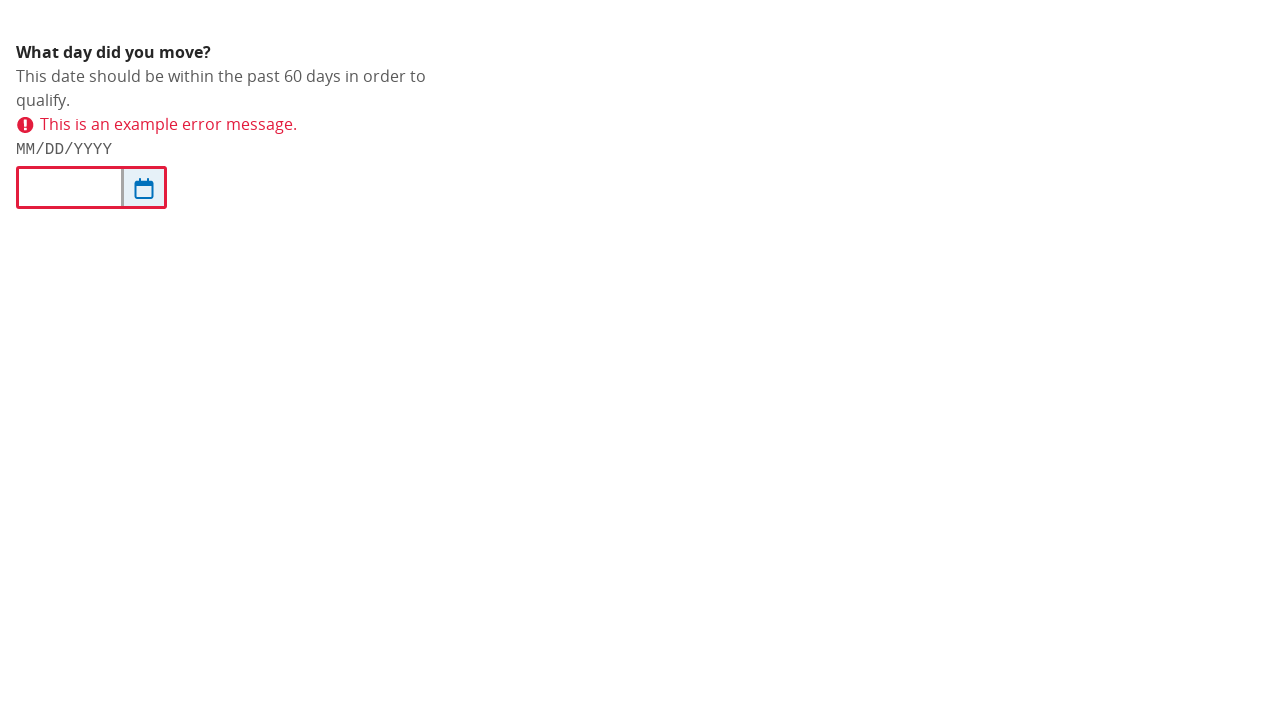 What day did you move?
This date should be within the past 60 days in order to
qualify.
This is an example error message.
MM/DD/YYYY